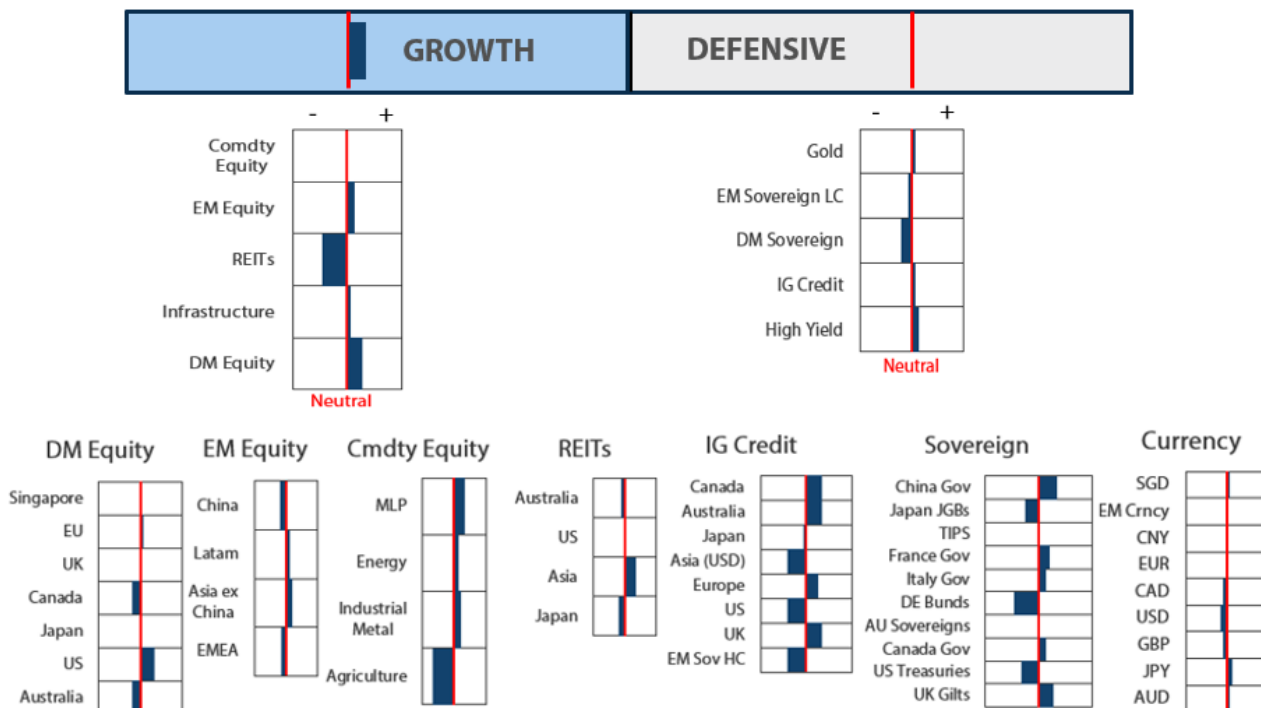 GROWTH
DEFENSIVE
- +
Comdty
Equity
EM Equity
REITs
Infrastructure
DM Equity
Neutral
- +
Gold
EM Sovereign LC
DM Sovereign
IG Credit
High Yield
Neutral
DM Equity
Singapore
EU
UK
Canada
Japan
US
Australia
EM Equity
China
Latam
Asia ex
China
EMEA
Cmdty Equity
MLP
Energy
Industrial
Metal
Agriculture
REITs
Australia
US
Asia
Japan
IG Credit
Canada
Australia
Japan
Asia (USD)
Europe
US
UK
EM Sov HC
Sovereign
China Gov
Japan JGBs
TIPS
France Gov
Italy Gov
DE Bunds
AU Sovereigns
Canada Gov
US Treasuries
UK Gilts
Currency
SGD
EM Crncy
CNY
EUR
CAD
USD
GBP
JPY
AUD